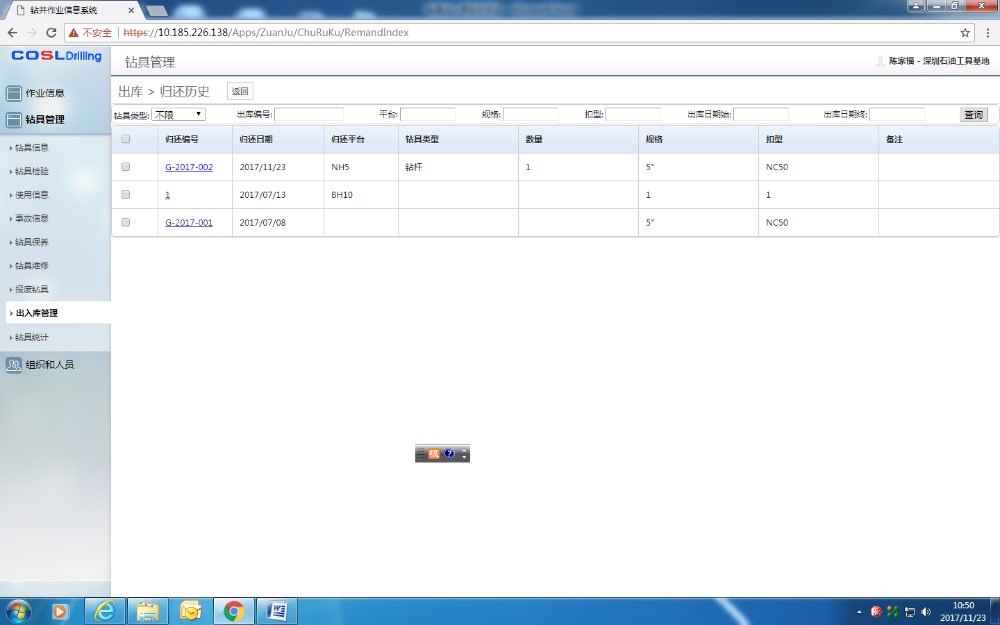 钻井作业信息系统
不安全 https://10.185.226.138/Apps/ZuanJu/ChuRuKu/RemandIndex
COSL Drilling
钻具管理
陈家福 - 深圳石油工具基地
作业信息
钻具管理
钻具信息
钻具检验
使用信息
事故信息
钻具保养
钻具维修
报废钻具
出入库管理
钻具统计
组织和人员
出库 > 归还历史 返回
钻具类型: 不限 出库编号: 平台: 规格: 扣型: 出库日期始: 出库日期终: 查询
归还编号 归还日期 归还平台 钻具类型 数量 规格 扣型 备注
G-2017-002 2017/11/23 NH5 钻杆 1 5" NC50
1 2017/07/13 BH10 1 1
G-2017-001 2017/07/08 5" NC50
极 ?
10:50
2017/11/23